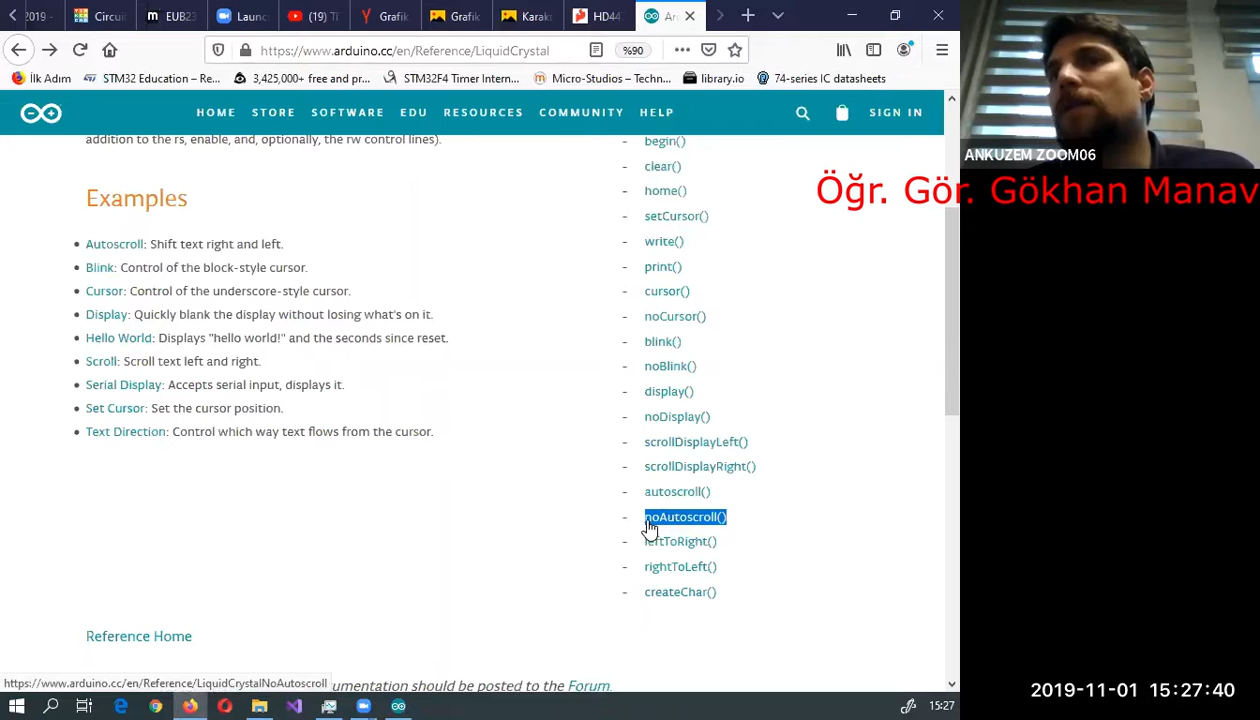 2019 -
Circuit
EUB23
Launc
(19) Tİ
Grafik
Grafik
Karak
HD44
Ar
https://www.arduino.cc/en/Reference/LiquidCrystal
%90
İlk Adım
STM32 Education - Re...
3,425,000+ free and pr...
STM32F4 Timer Intern...
Micro-Studios – Techn...
library.io
74-series IC datasheets
HOME STORE SOFTWARE EDU RESOURCES COMMUNITY HELP
SIGN IN
addition to the rs, enable, and, optionally, the rw control lines).
Examples
Autoscroll: Shift text right and left.
Blink: Control of the block-style cursor.
Cursor: Control of the underscore-style cursor.
Display: Quickly blank the display without losing what's on it.
Hello World: Displays "hello world!" and the seconds since reset.
Scroll: Scroll text left and right.
Serial Display: Accepts serial input, displays it.
Set Cursor: Set the cursor position.
Text Direction: Control which way text flows from the cursor.
- begin()
- clear()
- home()
- setCursor()
- write()
- print()
- cursor()
- noCursor()
- blink()
- noBlink()
- display()
- noDisplay()
- scrollDisplayLeft()
- scrollDisplayRight()
- autoscroll()
- noAutoscroll()
- leftToRight()
- rightToLeft()
- createChar()
Reference Home
umentation should be posted to the Forum.
https://www.arduino.cc/en/Reference/LiquidCrystalNoAutoscroll
15:27
ANKUZEM ZOOM06
Öğr. Gör. Gökhan Manav
2019-11-01 15:27:40